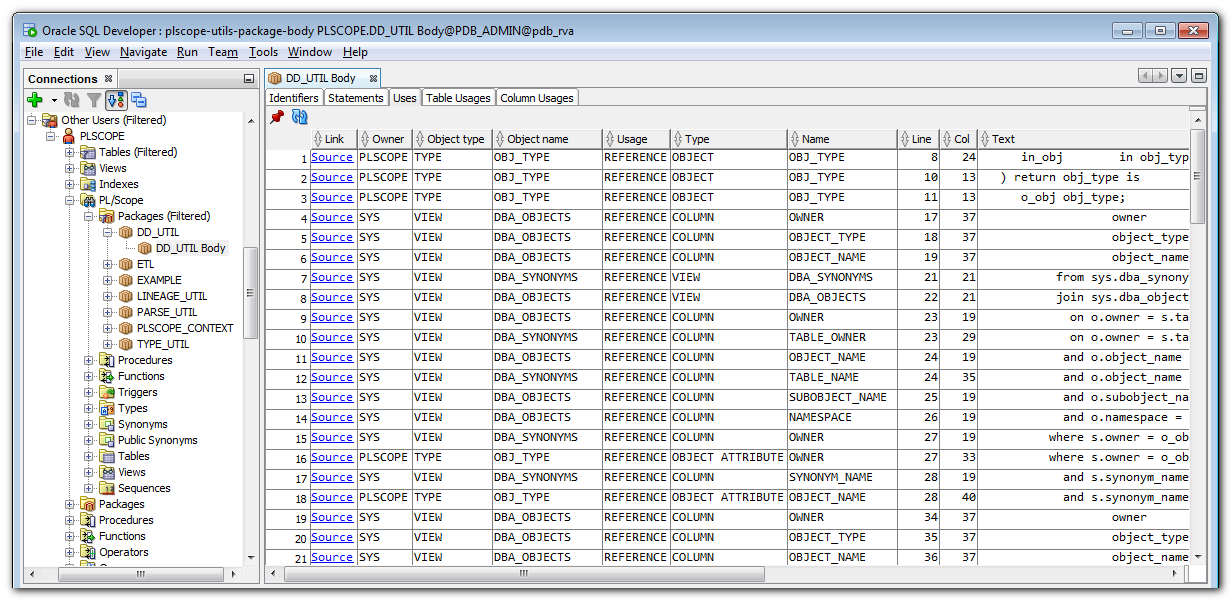 Oracle SQL Developer : plscope-utils-package-body PLSCOPE.DD_UTIL Body@PDB_ADMIN@pdb_rva
File Edit View Navigate Run Team Tools Window Help
Connections
Other Users (Filtered)
PLSCOPE
Tables (Filtered)
Views
Indexes
PL/Scope
Packages (Filtered)
DD_UTIL
DD_UTIL Body
ETL
EXAMPLE
LINEAGE_UTIL
PARSE_UTIL
PLSCOPE_CONTEXT
TYPE_UTIL
Procedures
Functions
Triggers
Types
Synonyms
Public Synonyms
Tables
Views
Sequences
Packages
Procedures
Functions
Operators
DD_UTIL Body
Identifiers Statements Uses Table Usages Column Usages
Link Owner Object type Object name Usage Type Name Line Col Text
1 Source PLSCOPE TYPE OBJ_TYPE REFERENCE OBJECT OBJ_TYPE 8 24 in_obj in obj_typ
2 Source PLSCOPE TYPE OBJ_TYPE REFERENCE OBJECT OBJ_TYPE 10 13 ) return obj_type is
3 Source PLSCOPE TYPE OBJ_TYPE REFERENCE OBJECT OBJ_TYPE 11 13 o_obj obj_type;
4 Source SYS VIEW DBA_OBJECTS REFERENCE COLUMN OWNER 17 37 owner
5 Source SYS VIEW DBA_OBJECTS REFERENCE COLUMN OBJECT_TYPE 18 37 object_type
6 Source SYS VIEW DBA_OBJECTS REFERENCE COLUMN OBJECT_NAME 19 37 object_name
7 Source SYS VIEW DBA_SYNONYMS REFERENCE VIEW DBA_SYNONYMS 21 21 from sys.dba_synony
8 Source SYS VIEW DBA_OBJECTS REFERENCE VIEW DBA_OBJECTS 22 21 join sys.dba_object
9 Source SYS VIEW DBA_OBJECTS REFERENCE COLUMN OWNER 23 19 on o.owner = s.ta
10 Source SYS VIEW DBA_SYNONYMS REFERENCE COLUMN TABLE_OWNER 23 29 on o.owner = s.ta
11 Source SYS VIEW DBA_OBJECTS REFERENCE COLUMN OBJECT_NAME 24 19 and o.object_name
12 Source SYS VIEW DBA_SYNONYMS REFERENCE COLUMN TABLE_NAME 24 35 and o.object_name
13 Source SYS VIEW DBA_OBJECTS REFERENCE COLUMN SUBOBJECT_NAME 25 19 and o.subobject_na
14 Source SYS VIEW DBA_OBJECTS REFERENCE COLUMN NAMESPACE 26 19 and o.namespace =
15 Source SYS VIEW DBA_SYNONYMS REFERENCE COLUMN OWNER 27 19 where s.owner = o_ob
16 Source PLSCOPE TYPE OBJ_TYPE REFERENCE OBJECT ATTRIBUTE OWNER 27 33 where s.owner = o_ob
17 Source SYS VIEW DBA_SYNONYMS REFERENCE COLUMN SYNONYM_NAME 28 19 and s.synonym_name
18 Source PLSCOPE TYPE OBJ_TYPE REFERENCE OBJECT ATTRIBUTE OBJECT_NAME 28 40 and s.synonym_name
19 Source SYS VIEW DBA_OBJECTS REFERENCE COLUMN OWNER 34 37 owner
20 Source SYS VIEW DBA_OBJECTS REFERENCE COLUMN OBJECT_TYPE 35 37 object_type
21 Source SYS VIEW DBA_OBJECTS REFERENCE COLUMN OBJECT_NAME 36 37 object_name